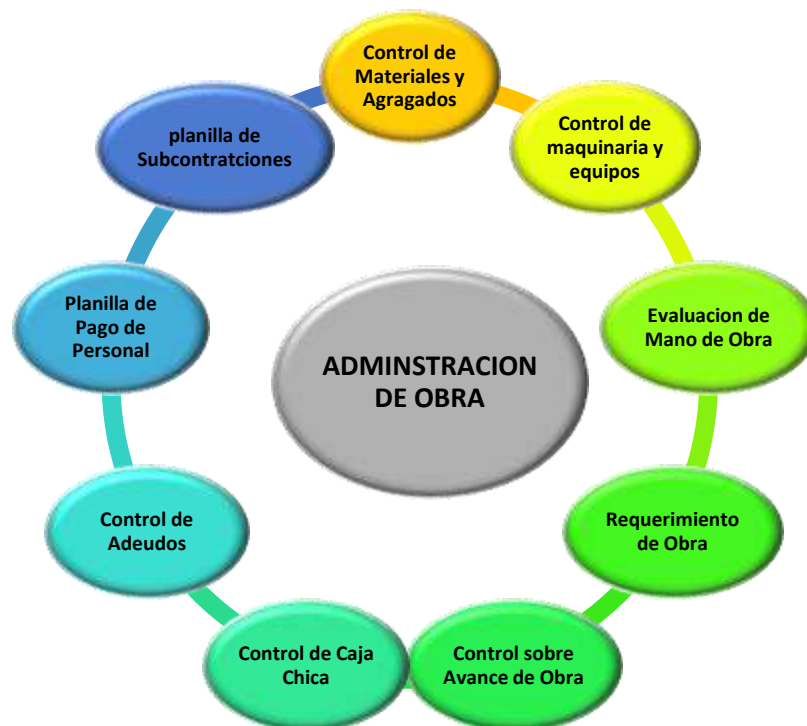 Control de
Materiales y
Agragados
Control de
maquinaria y
equipos
Evaluacion de
Mano de Obra
Requerimiento
de Obra
Control sobre
Avance de Obra
Control de Caja
Chica
Control de
Adeudos
Planilla de
Pago de
Personal
planilla de
Subcontratciones
ADMINSTRACION
DE OBRA